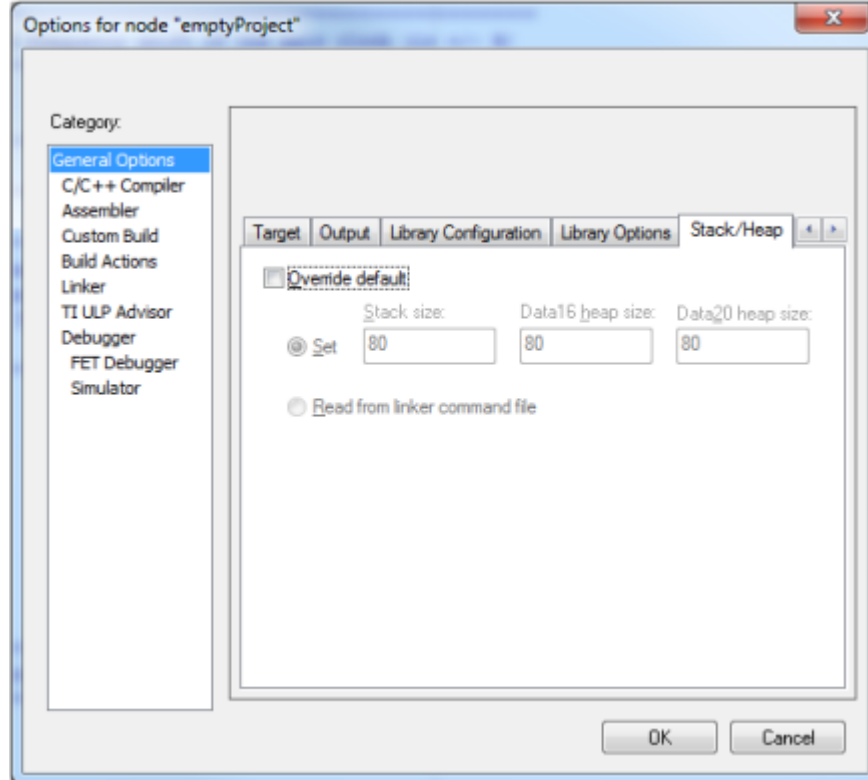 Options for node "emptyProject"
Category:
General Options
C/C++ Compiler
Assembler
Custom Build
Build Actions
Linker
TI ULP Advisor
Debugger
FET Debugger
Simulator
Target Output Library Configuration Library Options Stack/Heap
Override default
Stack size: Data16 heap size: Data20 heap size:
Set 80 80 80
Read from linker command file
OK Cancel